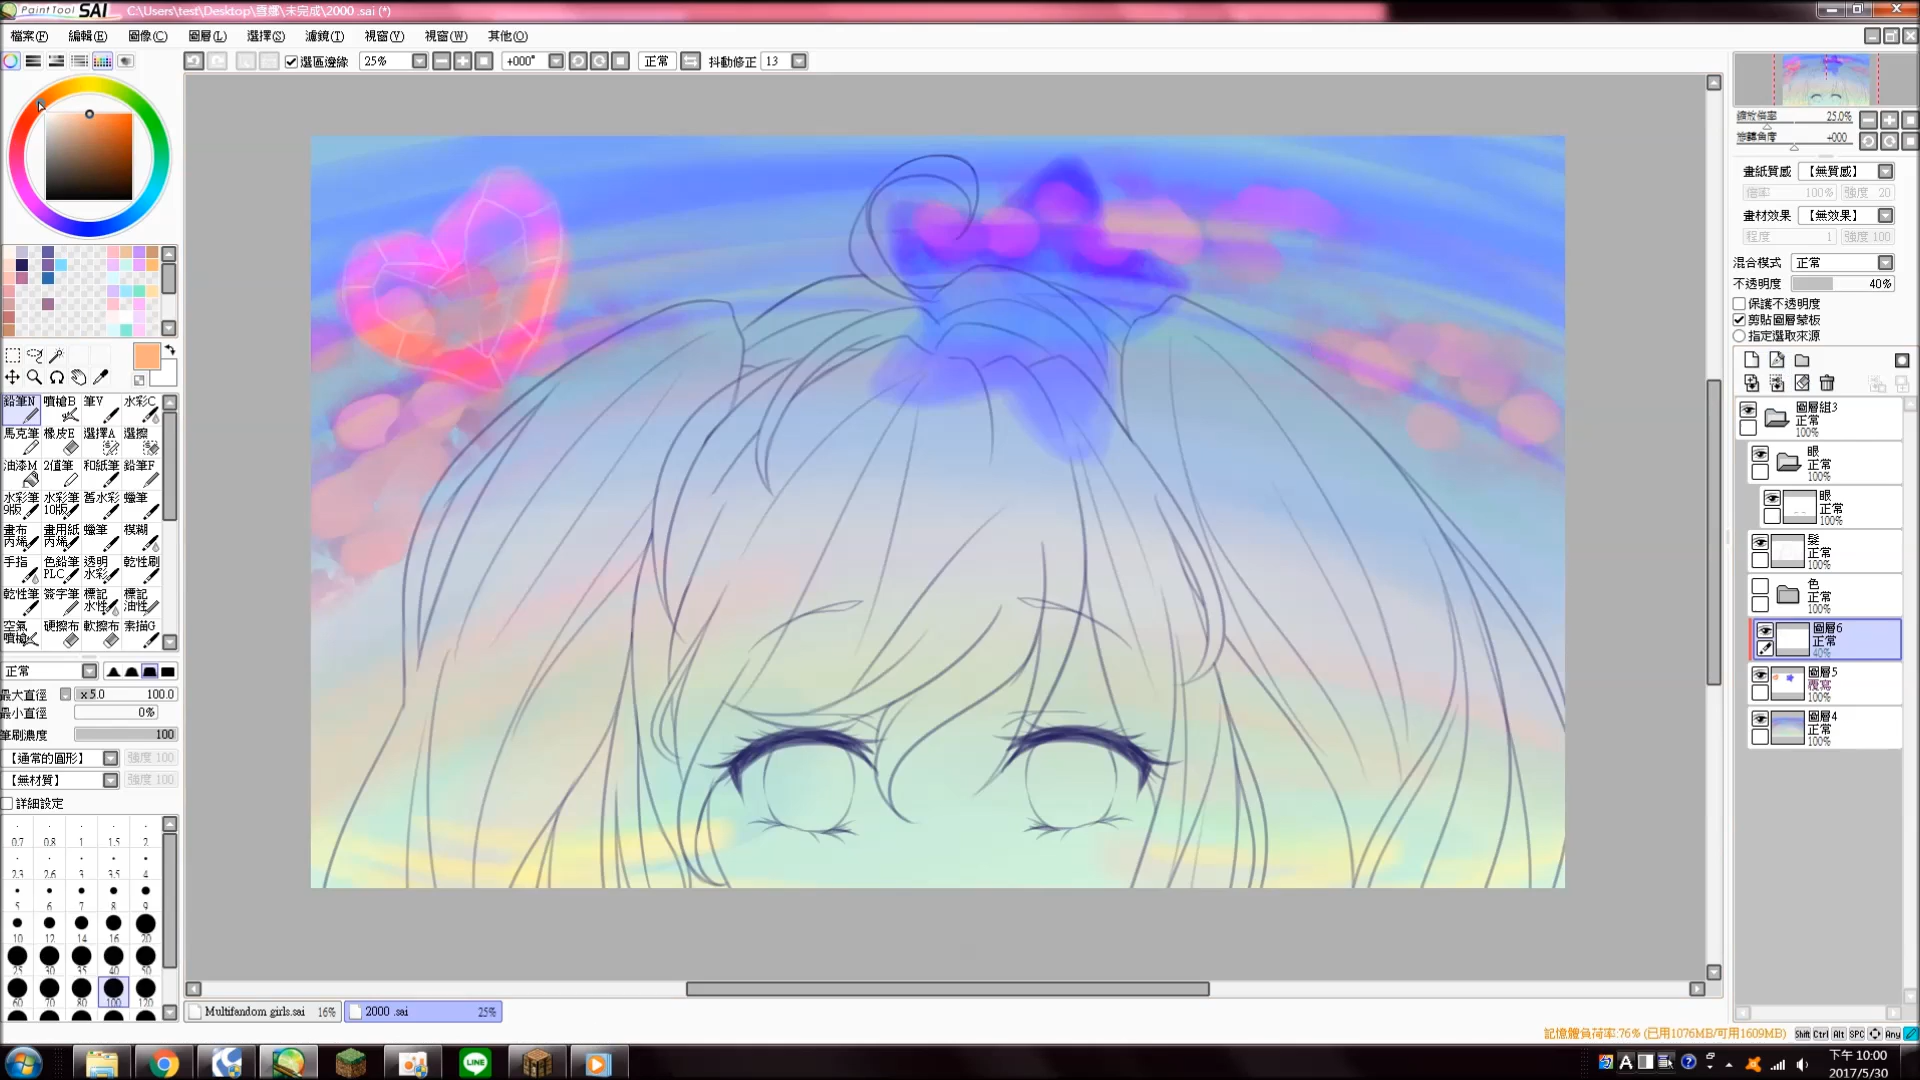 PaintTool SAI C:\Users\test\Desktop\雪娜\未完成\2000 .sai (*)
檔案(F) 編輯(E) 圖像(C) 圖層(L) 選擇(S) 濾鏡(T) 視窗(V) 視窗(W) 其他(O)
選區邊緣 25% +000° 正常 抖動修正 13
縮放倍率 25.0%
旋轉角度 +000
畫紙質感 【無質感】
倍率 100% 強度 20
畫材效果 【無效果】
程度 1 強度 100
混合模式 正常
不透明度 40%
保護不透明度
剪貼圖層蒙板
指定選取來源
圖層組3
正常
100%
眼
正常
100%
眼
正常
100%
髮
正常
100%
色
正常
100%
圖層6
正常
40%
圖層5
覆寫
100%
圖層4
正常
100%
鉛筆N 噴槍B 筆V 水彩C
馬克筆 橡皮E 選擇A 選擦
油漆M 2值筆 和紙筆 鉛筆F
水彩筆 水彩筆 舊水彩 蠟筆
9版 10版
畫布 畫用紙 蠟筆 模糊
丙烯 丙烯
手指 色鉛筆 透明 乾性刷
PLC 水彩
乾性筆 簽字筆 標記 標記
水性 油性
空氣 硬擦布 軟擦布 素描G
噴槍
正常
最大直徑 x 5.0 100.0
最小直徑 0%
筆刷濃度 100
【通常的圓形】 強度 100
【無材質】 強度 100
詳細設定
0.7 0.8 1 1.5 2
2.3 2.6 3 3.5 4
5 6 7 8 9
10 12 14 16 20
25 30 35 40 50
60 70 80 100 120
Multifandom girls.sai 16% 2000 .sai 25%
記憶體負荷率:76% (已用1076MB/可用1609MB) Shift Ctrl Alt SPC Any
LINE
A
下午 10:00
2017/5/30